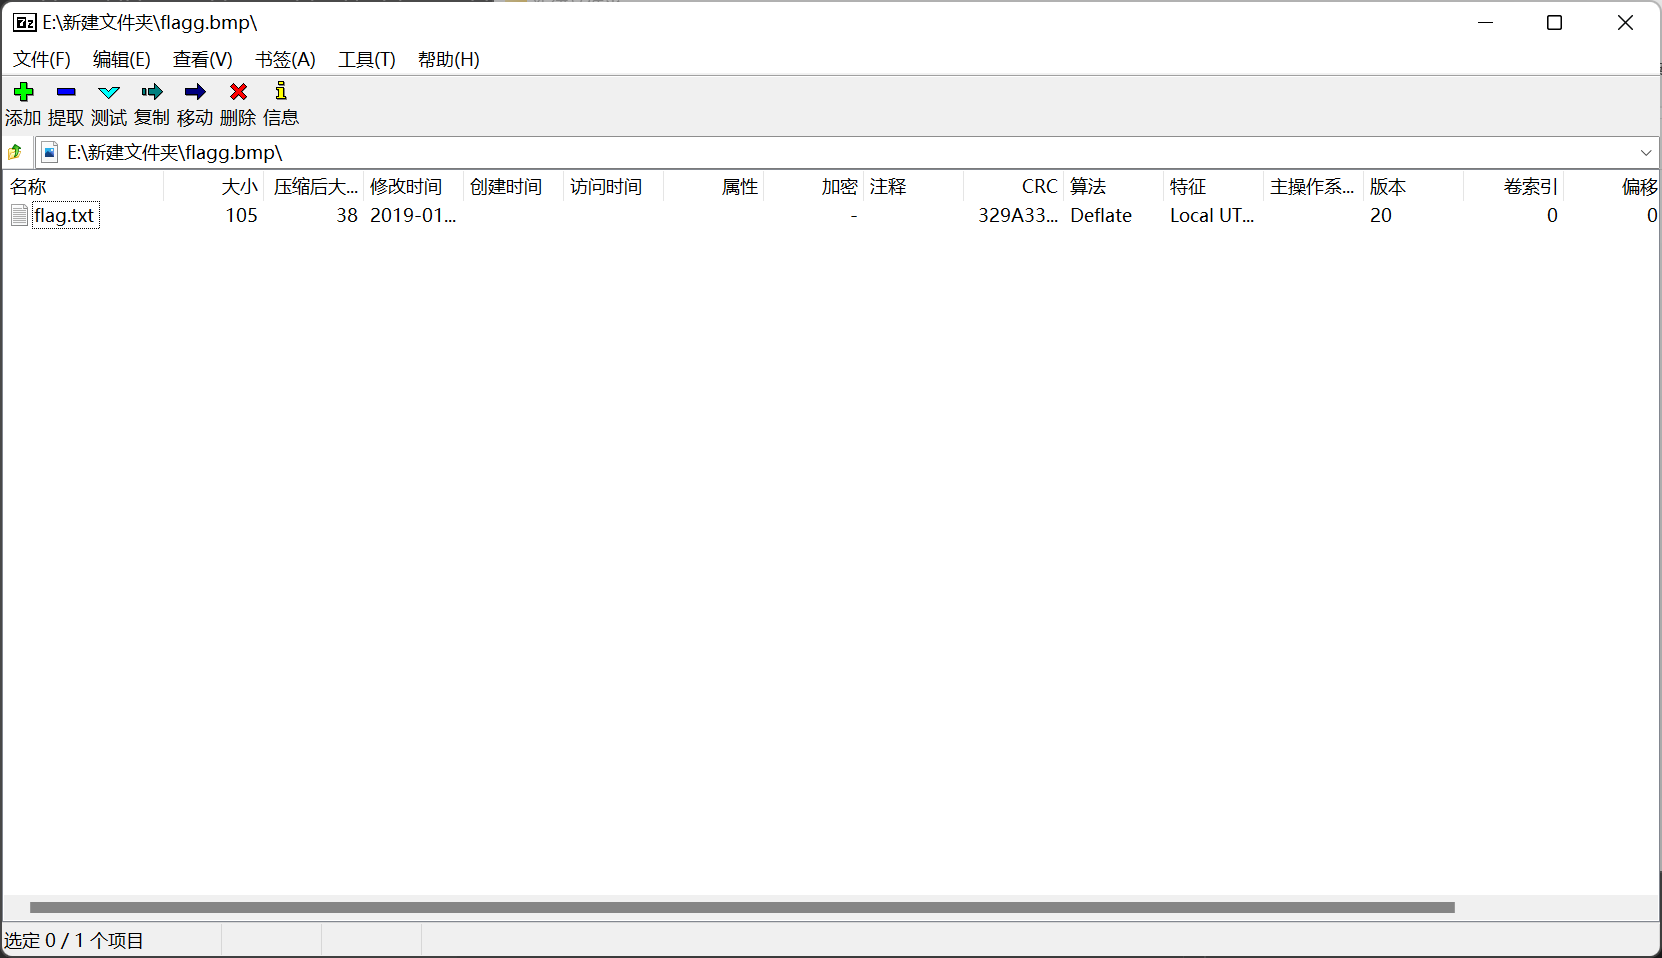 E:\新建文件夹\flagg.bmp\
文件(F) 编辑(E) 查看(V) 书签(A) 工具(T) 帮助(H)
添加 提取 测试 复制 移动 删除 信息
E:\新建文件夹\flagg.bmp\
名称 大小 压缩后大... 修改时间 创建时间 访问时间 属性 加密 注释 CRC 算法 特征 主操作系... 版本 卷索引 偏移
flag.txt 105 38 2019-01... - 329A33... Deflate Local UT... 20 0 0
选定 0 / 1 个项目